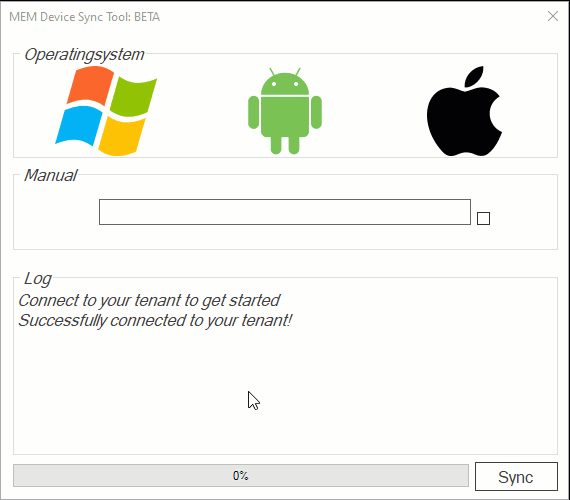 MEM Device Sync Tool: BETA
Operatingsystem
Manual
Log
Connect to your tenant to get started
Successfully connected to your tenant!
0%
Sync